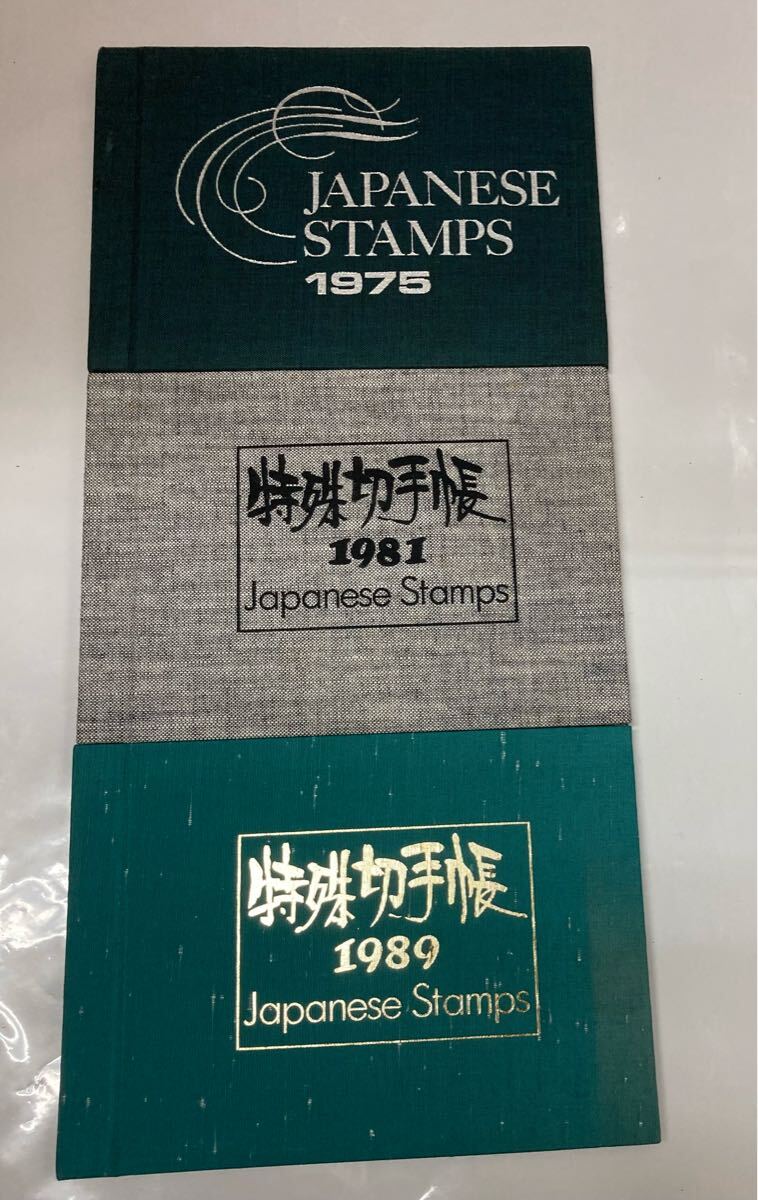 JAPANESE
STAMPS
1975
特殊切手帳
1981
Japanese Stamps
特殊切手帳
1989
Japanese Stamps